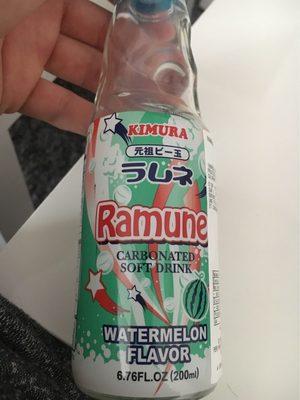 KIMURA
元祖ビー玉
ラムネ
Ramune
CARBONATED
SOFT DRINK
WATERMELON
FLAVOR
6.76FL.OZ (200ml)